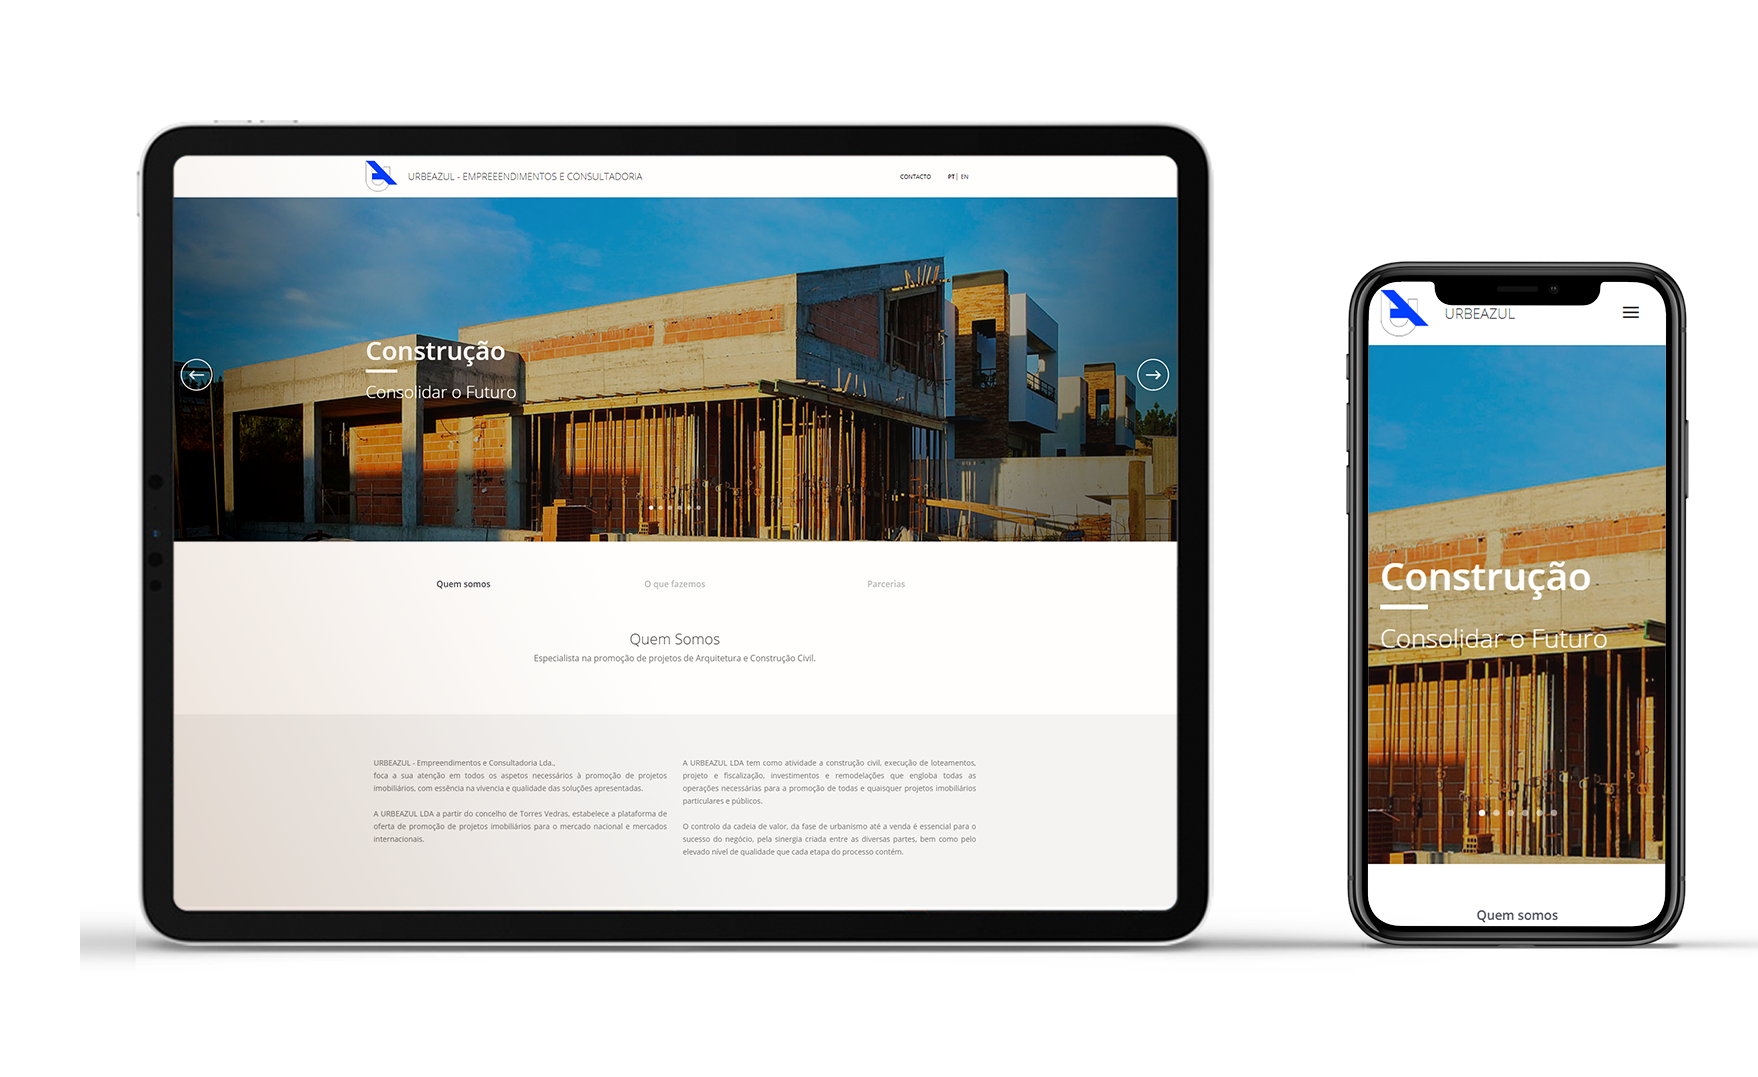 URBEAZUL - EMPREEENDIMENTOS E CONSULTADORIA
CONTACTO
PT| EN
Construção
Consolidar o Futuro
Quem somos
O que fazemos
Parcerias
Quem Somos
Especialista na promoção de projetos de Arquitetura e Construção Civil.
URBEAZUL - Empreendimentos e Consultadoria Lda.,
foca a sua atenção em todos os aspetos necessários à promoção de projetos
imobiliários, com essência na vivencia e qualidade das soluções apresentadas.
A URBEAZUL LDA a partir do concelho de Torres Vedras, estabelece a plataforma de
oferta de promoção de projetos imobiliários para o mercado nacional e mercados
internacionais.
A URBEAZUL LDA tem como atividade a construção civil, execução de loteamentos,
projeto e fiscalização, investimentos e remodelações que engloba todas as
operações necessárias para a promoção de todas e quaisquer projetos imobiliários
particulares e públicos.
O controlo da cadeia de valor, da fase de urbanismo até a venda é essencial para o
sucesso do negócio, pela sinergia criada entre as diversas partes, bem como pelo
elevado nível de qualidade que cada etapa do processo contém.
URBEAZUL
Construção
Consolidar o Futuro
Quem somos